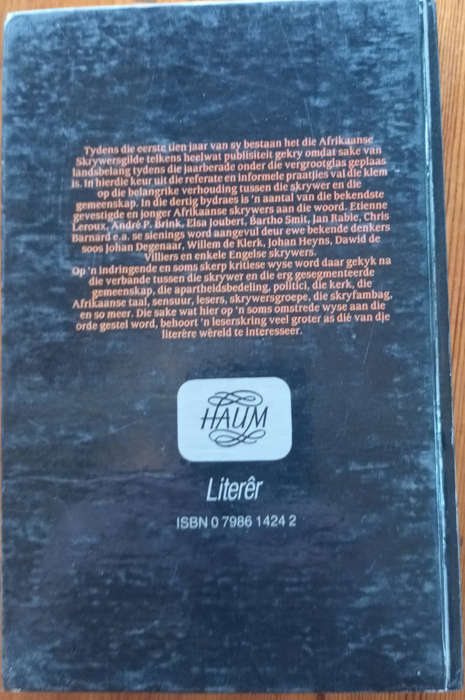 Tydens die eerste tien jaar van sy bestaan het die Afrikaanse
Skrywersgilde telkens heelwat publisiteit gekry omdat sake van
landsbelang tydens die jaarberade onder die vergrootglas geplaas
is. In hierdie keur uit die referate en informele praatjies val die klem
op die belangrike verhouding tussen die skrywer en die
gemeenskap. In die dertig bydraes is 'n aantal van die bekendste
gevestigde en jonger Afrikaanse skrywers aan die woord. Etienne
Leroux, André P. Brink, Elsa Joubert, Bartho Smit, Jan Rabie, Chris
Barnard e.a. se sienings word aangevul deur ewe bekende denkers
soos Johan Degenaar, Willem de Klerk, Johan Heyns, Dawid de
Villiers en enkele Engelse skrywers.
Op 'n indringende en soms skerp kritiese wyse word daar gekyk na
die verbande tussen die skrywer en die erg gesegmenteerde
gemeenskap, die apartheidsbedeling, politici, die kerk, die
Afrikaanse taal, sensuur, lesers, skrywersgroepe, die skryfambag,
en so meer. Die sake wat hier op 'n soms omstrede wyse aan die
orde gestel word, behoort 'n leserskring veel groter as dié van die
literêre wêreld te interesseer.
HAUM
Literêr
ISBN 0 7986 1424 2